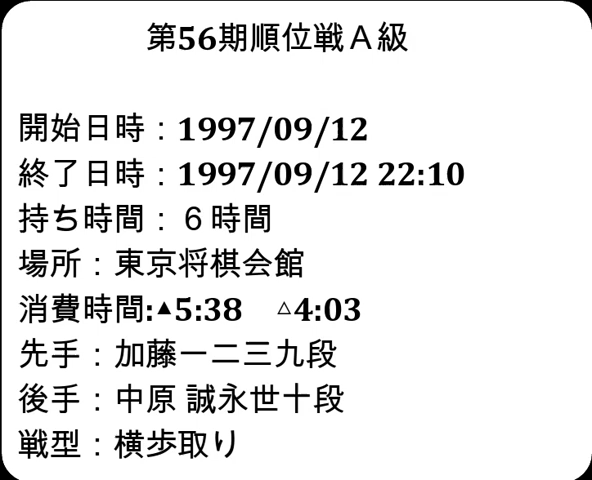 第56期順位戦Ａ級
開始日時：1997/09/12
終了日時：1997/09/12 22:10
持ち時間：６時間
場所：東京将棋会館
消費時間:▲5:38　△4:03
先手：加藤一二三九段
後手：中原 誠永世十段
戦型：横歩取り